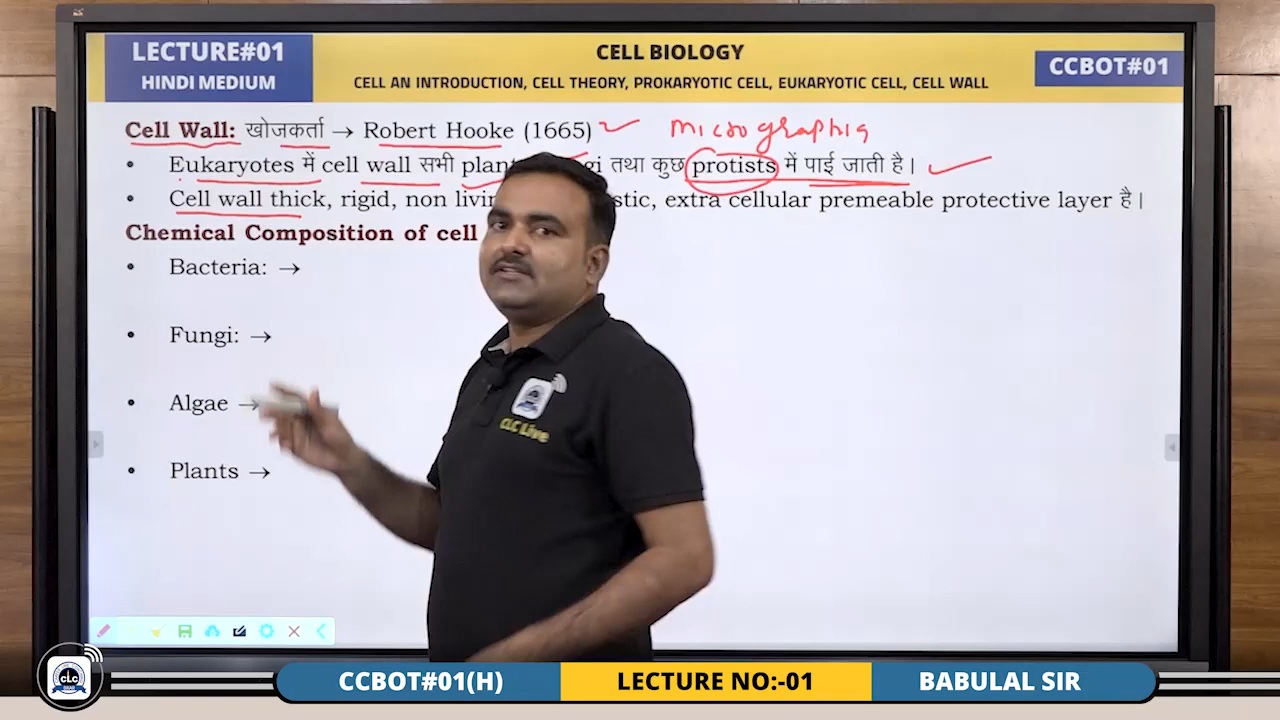 LECTURE#01
HINDI MEDIUM
CELL BIOLOGY
CELL AN INTRODUCTION, CELL THEORY, PROKARYOTIC CELL, EUKARYOTIC CELL, CELL WALL
CCBOT#01
Cell Wall: खोजकर्ता → Robert Hooke (1665) Micrographia
• Eukaryotes में cell wall सभी तथा कुछ protists में पाई जाती है।
• Cell wall thick, rigid, non extra cellular premeable protective layer है।
Chemical Composition of cell
• Bacteria: →
• Fungi: →
• Algae →
• Plants →
CLC Live
CLC
SIKAR
CCBOT#01(H)
LECTURE NO:-01
BABULAL SIR